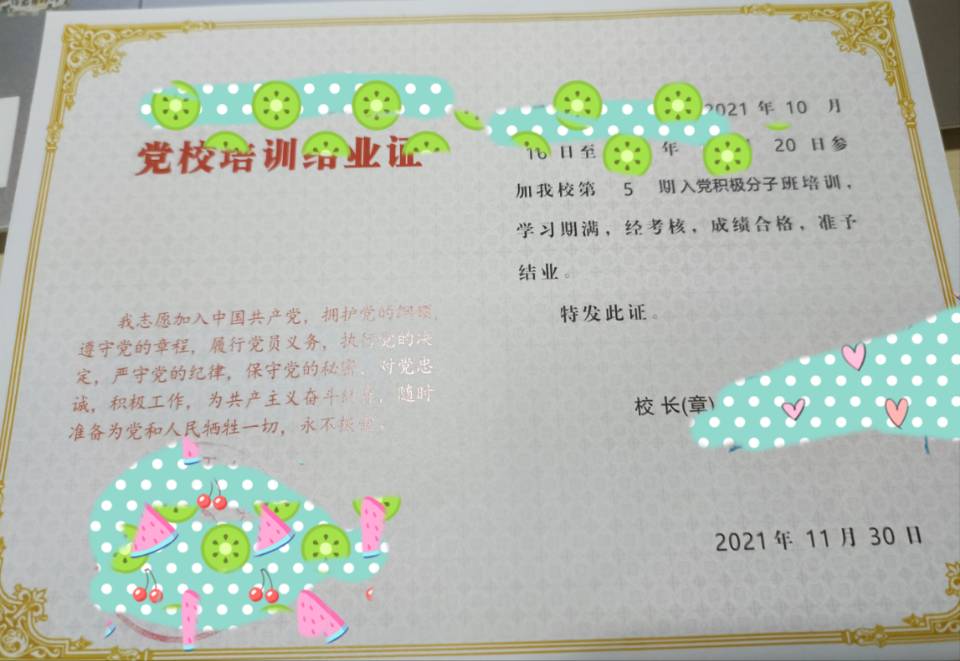 党校培训结业证
我志愿加入中国共产党，拥护党的纲领，
遵守党的章程，履行党员义务，执行党的决
定，严守党的纪律，保守党的秘密，对党忠
诚，积极工作，为共产主义奋斗终身，随时
准备为党和人民牺牲一切，永不叛党。
2021 年 10 月
16 日至 年 20 日参
加我校第 5 期入党积极分子班培训，
学习期满，经考核，成绩合格，准予
结业。
特发此证。
校 长(章)
2021 年 11 月 30 日